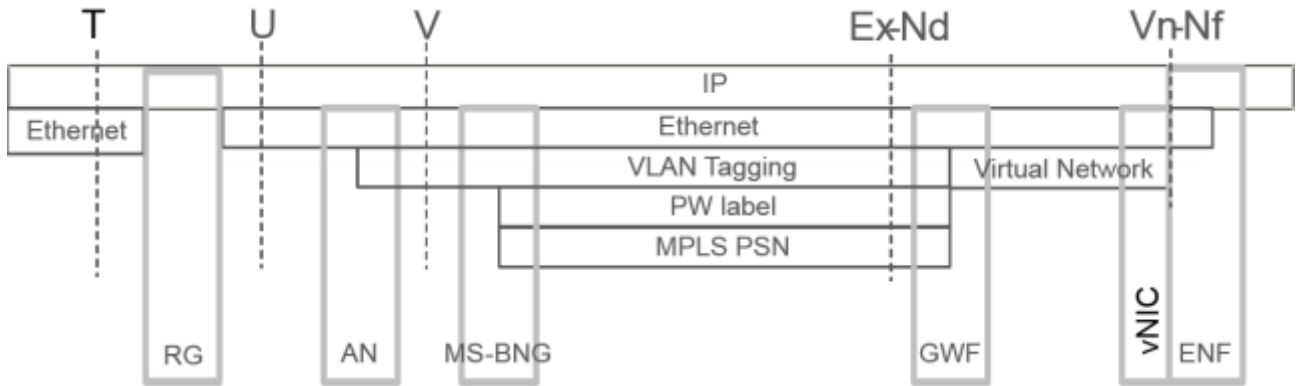 T U V Ex-Nd Vn-Nf
IP
Ethernet Ethernet
VLAN Tagging Virtual Network
PW label
MPLS PSN
vNIC
RG AN MS-BNG GWF ENF